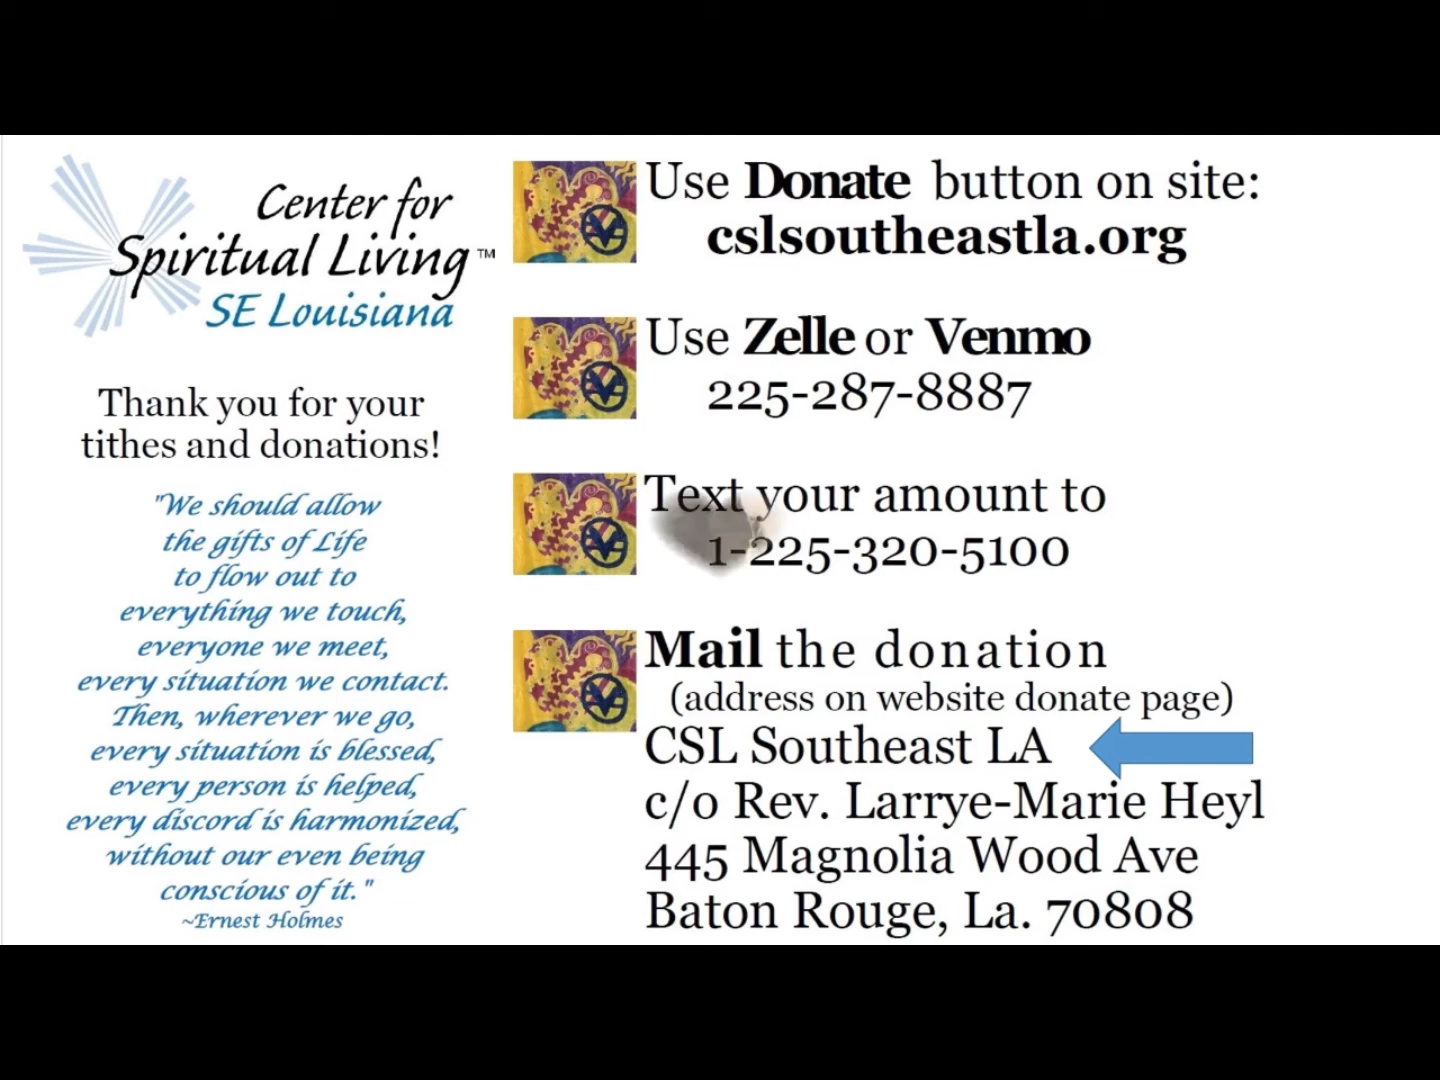 Center for
Spiritual Living™
SE Louisiana
Thank you for your
tithes and donations!
"We should allow
the gifts of Life
to flow out to
everything we touch,
everyone we meet,
every situation we contact.
Then, wherever we go,
every situation is blessed,
every person is helped,
every discord is harmonized,
without our even being
conscious of it."
~Ernest Holmes
Use Donate button on site:
cslsoutheastla.org
Use Zelle or Venmo
225-287-8887
Text your amount to
1-225-320-5100
Mail the donation
(address on website donate page)
CSL Southeast LA
c/o Rev. Larrye-Marie Heyl
445 Magnolia Wood Ave
Baton Rouge, La. 70808